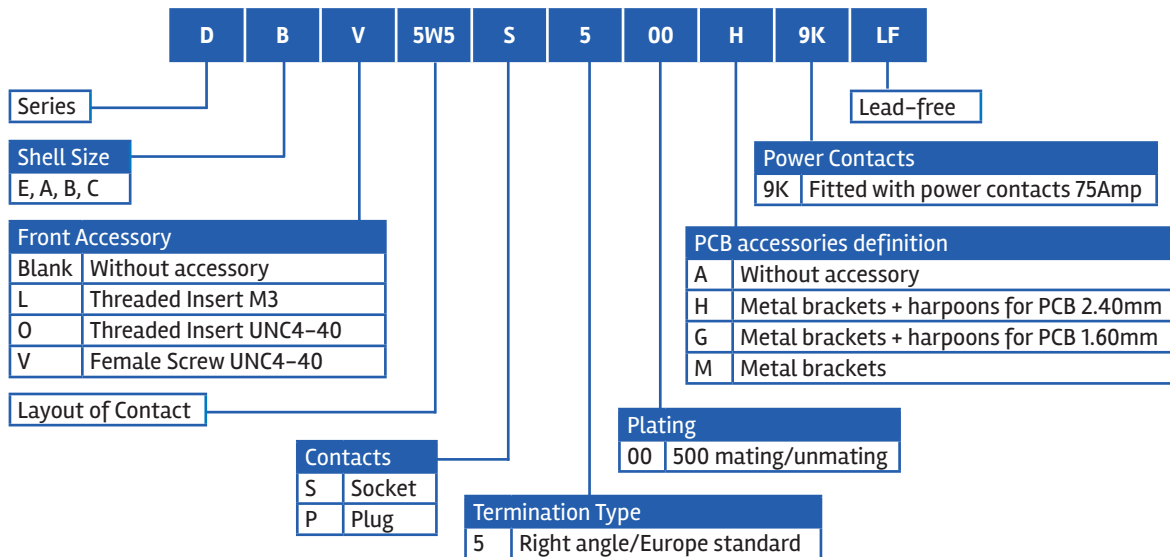 D B V 5W5 S 5 00 H 9K LF
Series
Lead-free
Shell Size
E, A, B, C
Power Contacts
9K Fitted with power contacts 75Amp
Front Accessory
Blank Without accessory
L Threaded Insert M3
O Threaded Insert UNC4-40
V Female Screw UNC4-40
PCB accessories definition
A Without accessory
H Metal brackets + harpoons for PCB 2.40mm
G Metal brackets + harpoons for PCB 1.60mm
M Metal brackets
Layout of Contact
Plating
00 500 mating/unmating
Contacts
S Socket
P Plug
Termination Type
5 Right angle/Europe standard